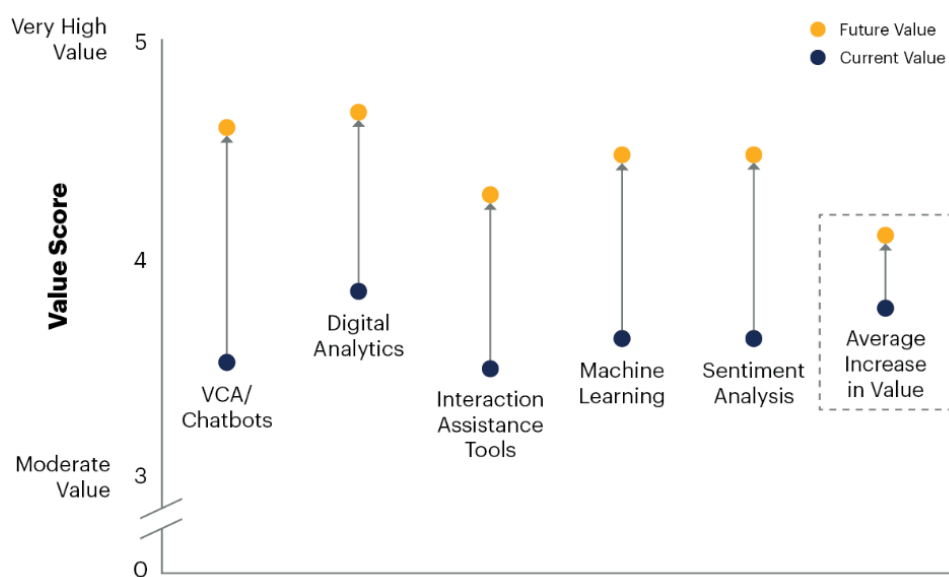 Very High
Value
5
Future Value
Current Value
Value Score
4
VCA/
Chatbots
Digital
Analytics
Interaction
Assistance
Tools
Machine
Learning
Sentiment
Analysis
Average
Increase
in Value
Moderate
Value
3
0